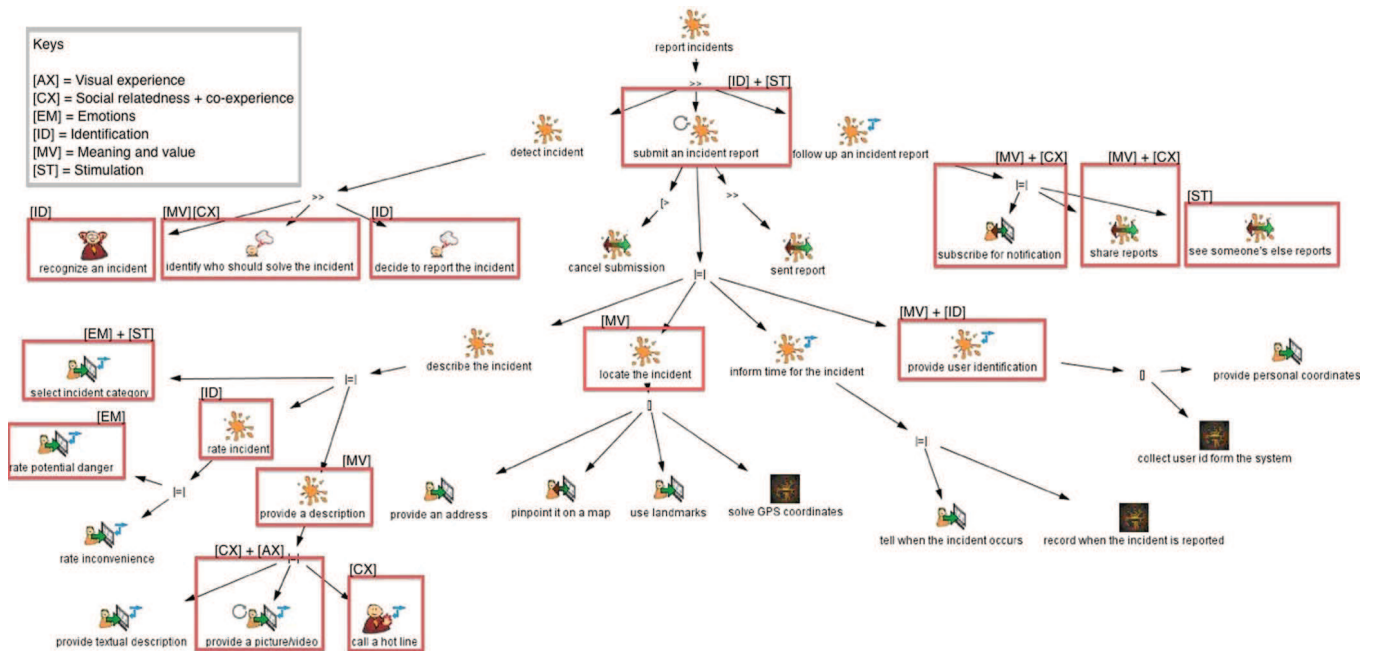 Keys
[AX] = Visual experience
[CX] = Social relatedness + co-experience
[EM] = Emotions
[ID] = Identification
[MV] = Meaning and value
[ST] = Stimulation
report incidents
>>
[ID] + [ST]
detect incident
submit an incident report
follow up an incident report
>>
[>
>>
[MV] + [CX]
[MV] + [CX]
|=|
[ST]
[ID]
[MV] [CX]
[ID]
recognize an incident
identify who should solve the incident
decide to report the incident
cancel submission
sent report
subscribe for notification
share reports
see someone's else reports
|=|
[EM] + [ST]
[MV]
[MV] + [ID]
describe the incident
locate the incident
inform time for the incident
provide user identification
[]
provide personal coordinates
select incident category
|=|
[ID]
[]
[EM]
rate incident
rate potential danger
|=|
collect user id form the system
[MV]
|=|
provide a description
provide an address
pinpoint it on a map
use landmarks
solve GPS coordinates
rate inconvenience
tell when the incident occurs
record when the incident is reported
[CX] + [AX]
|=|
[CX]
provide textual description
provide a picture/video
call a hot line